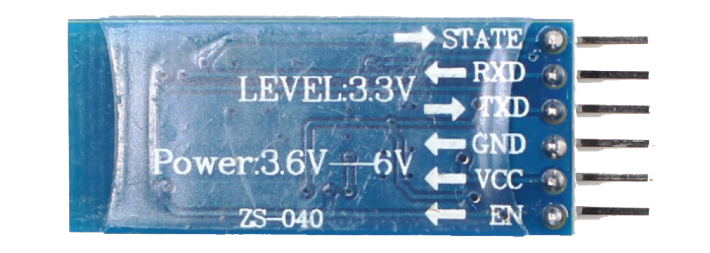 STATE
RXD
LEVEL:3.3V
TXD
GND
Power:3.6V—6V
VCC
EN
ZS-040